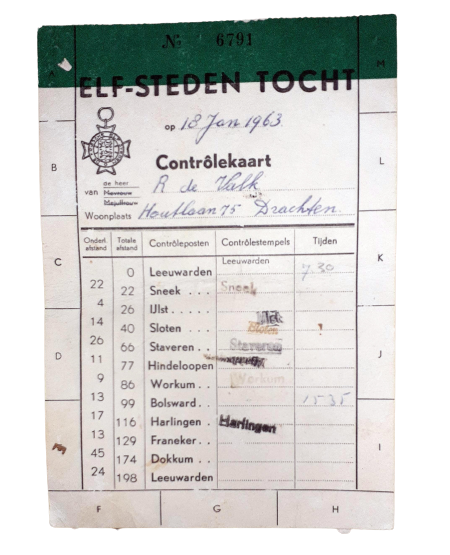 № 6791
ELF-STEDEN TOCHT
op 18 Jan 1963.
Contrôlekaart
de heer
van Mevrouw R de Valk
Mejuffrouw
Woonplaats Houtlaan 75 Drachten.
Onderl. afstand Totale afstand Contrôleposten Contrôlestempels Tijden
0 Leeuwarden Leeuwarden 7.30
22 22 Sneek . . . Sneek
4 26 IJlst . . . . .
14 40 Sloten . . . Sloten
26 66 Staveren . . Staveren
11 77 Hindeloopen
9 86 Workum . . Workum
13 99 Bolsward . . 15 35
17 116 Harlingen . Harlingen
13 129 Franeker . .
45 174 Dokkum . .
24 198 Leeuwarden
A
B
C
D
E
F
G
H
I
J
K
L
M